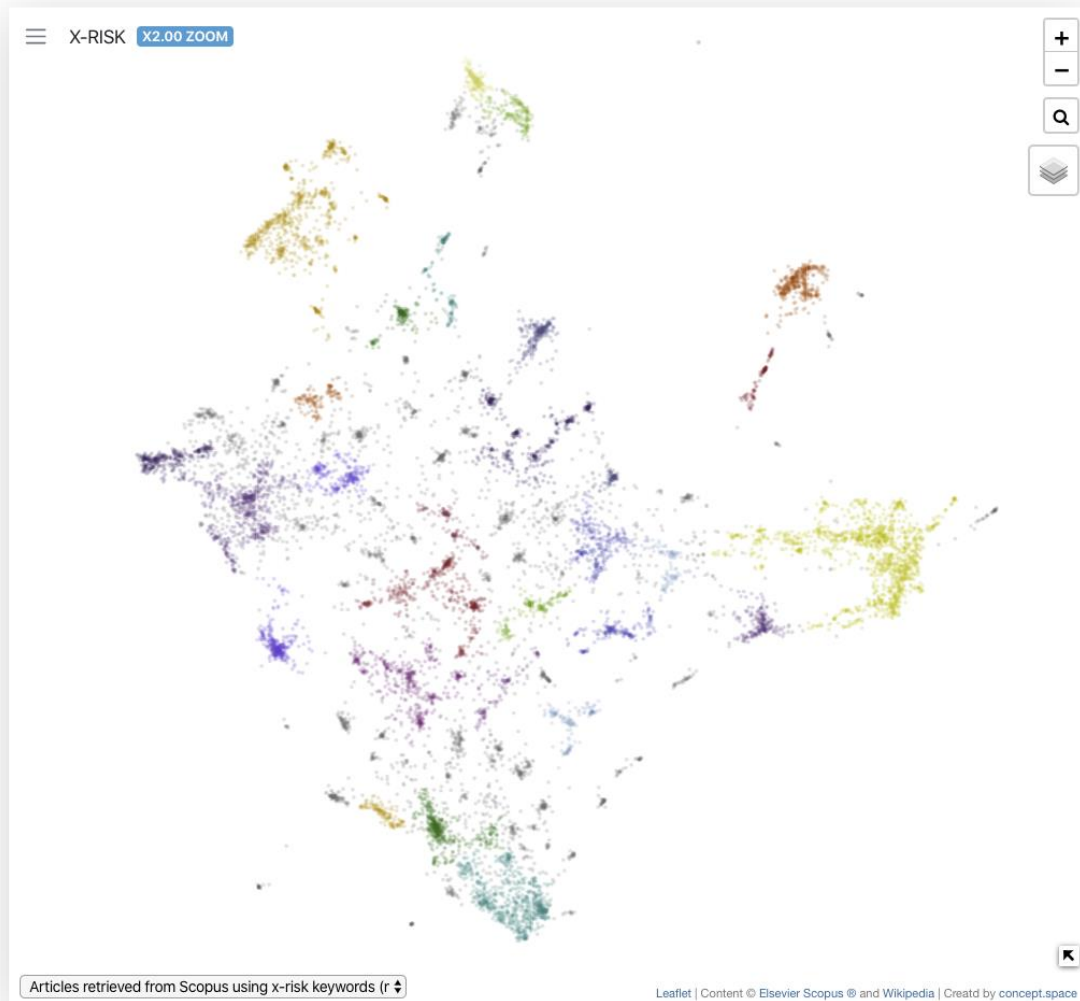 X-RISK X2.00 ZOOM
+
−
Articles retrieved from Scopus using x-risk keywords (r
Leaflet | Content © Elsevier Scopus ® and Wikipedia | Creatd by concept.space